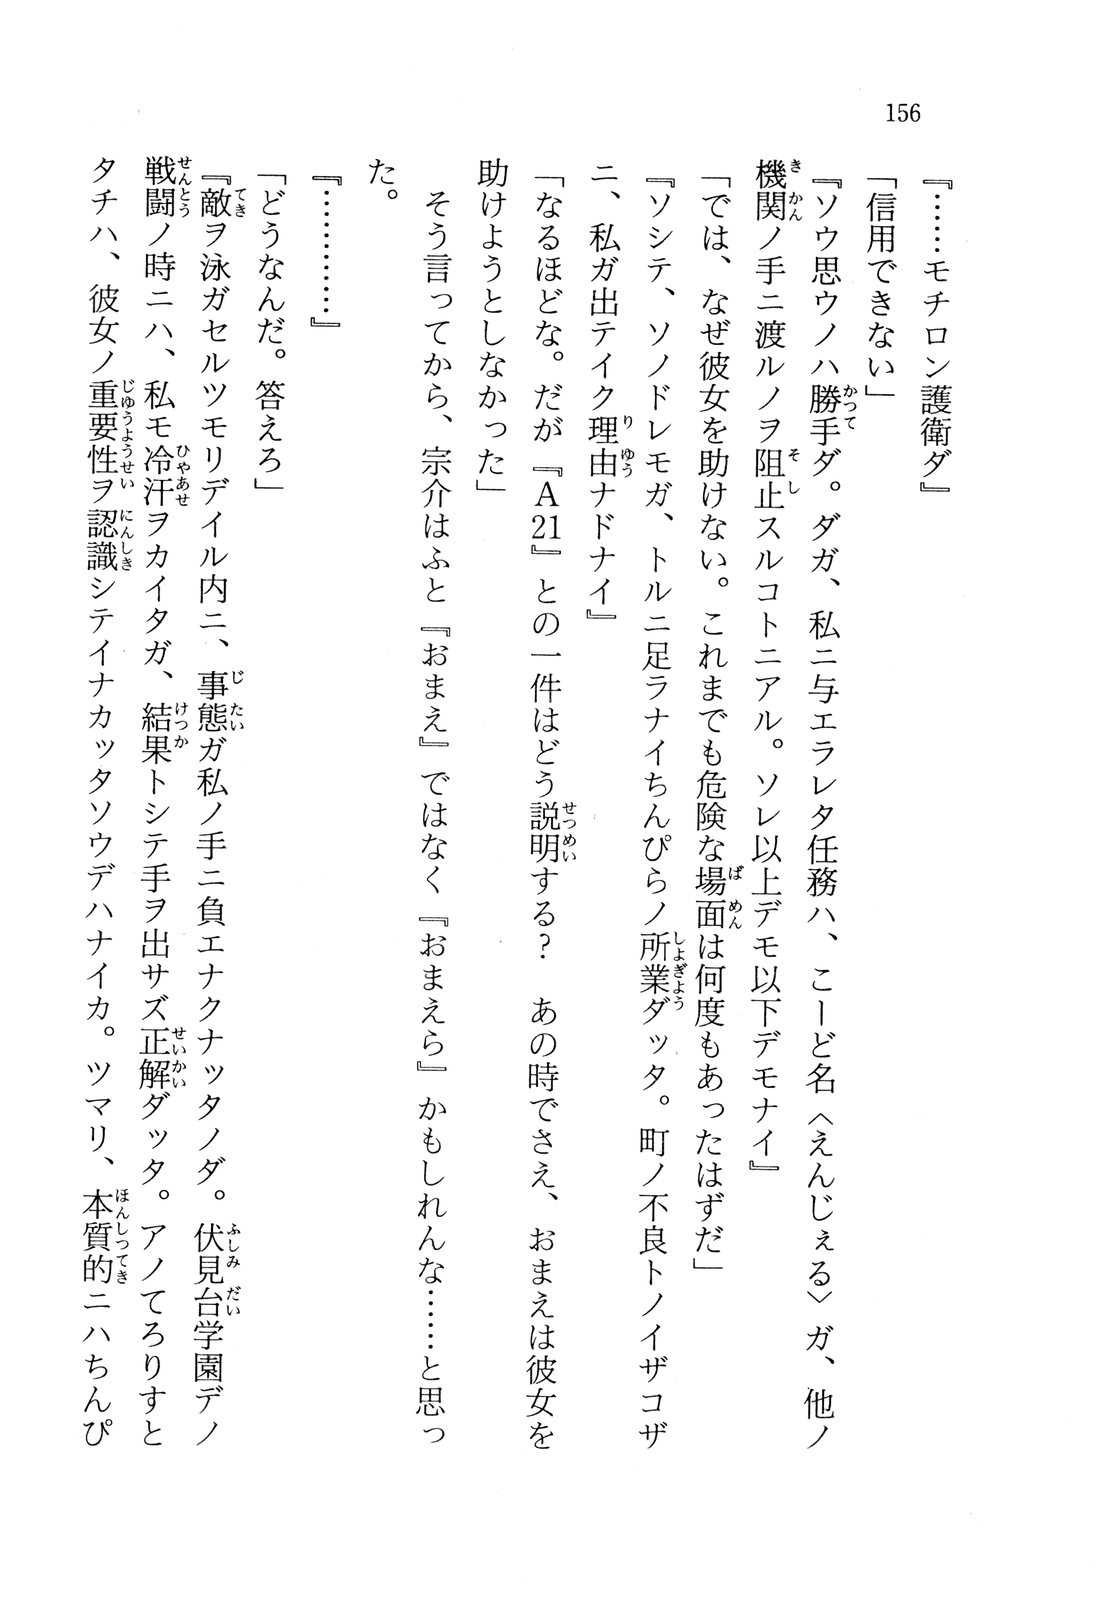 156
『……モチロン護衛ダ』
「信用できない」
『ソウ思ウノハ勝手ダ。ダガ、私ニ与エラレタ任務ハ、こーど名〈えんじぇる〉ガ、他ノ
機関ノ手ニ渡ルノヲ阻止スルコトニアル。ソレ以上デモ以下デモナイ』
「では、なぜ彼女を助けない。これまでも危険な場面は何度もあったはずだ」
『ソシテ、ソノドレモガ、トルニ足ラナイちんぴらノ所業ダッタ。町ノ不良トノイザコザ
ニ、私ガ出テイク理由ナドナイ』
「なるほどな。だが『A21』との一件はどう説明する？　あの時でさえ、おまえは彼女を
助けようとしなかった」
　そう言ってから、宗介はふと『おまえ』ではなく『おまえら』かもしれんな……と思っ
た。
『…………』
「どうなんだ。答えろ」
『敵ヲ泳ガセルツモリデイル内ニ、事態ガ私ノ手ニ負エナクナッタノダ。伏見台学園デノ
戦闘ノ時ニハ、私モ冷汗ヲカイタガ、結果トシテ手ヲ出サズ正解ダッタ。アノてろりすと
タチハ、彼女ノ重要性ヲ認識シテイナカッタソウデハナイカ。ツマリ、本質的ニハちんぴ